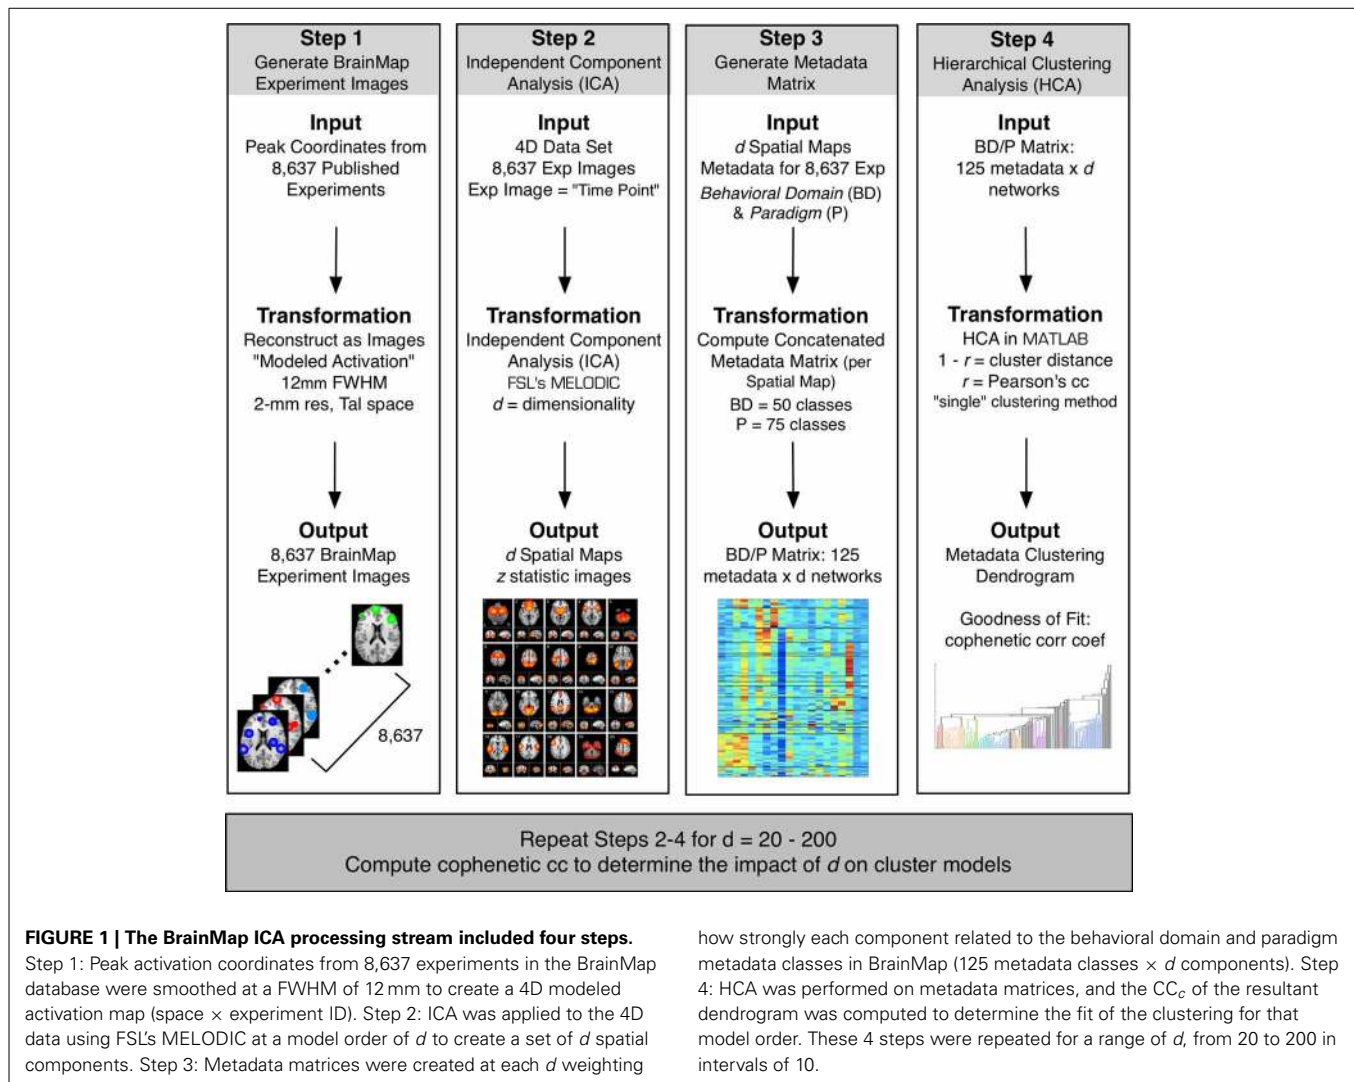 Step 1
Generate BrainMap
Experiment Images
Input
Peak Coordinates from
8,637 Published
Experiments
Transformation
Reconstruct as Images
"Modeled Activation"
12mm FWHM
2-mm res, Tal space
Output
8,637 BrainMap
Experiment Images
8,637
Step 2
Independent Component
Analysis (ICA)
Input
4D Data Set
8,637 Exp Images
Exp Image = "Time Point"
Transformation
Independent Component
Analysis (ICA)
FSL's MELODIC
d = dimensionality
Output
d Spatial Maps
z statistic images
Step 3
Generate Metadata
Matrix
Input
d Spatial Maps
Metadata for 8,637 Exp
Behavioral Domain (BD)
& Paradigm (P)
Transformation
Compute Concatenated
Metadata Matrix (per
Spatial Map)
BD = 50 classes
P = 75 classes
Output
BD/P Matrix: 125
metadata x d networks
Step 4
Hierarchical Clustering
Analysis (HCA)
Input
BD/P Matrix:
125 metadata x d
networks
Transformation
HCA in MATLAB
1 - r = cluster distance
r = Pearson's cc
"single" clustering method
Output
Metadata Clustering
Dendrogram
Goodness of Fit:
cophenetic corr coef
Repeat Steps 2-4 for d = 20 - 200
Compute cophenetic cc to determine the impact of d on cluster models
FIGURE 1 | The BrainMap ICA processing stream included four steps.
Step 1: Peak activation coordinates from 8,637 experiments in the BrainMap
database were smoothed at a FWHM of 12 mm to create a 4D modeled
activation map (space × experiment ID). Step 2: ICA was applied to the 4D
data using FSL's MELODIC at a model order of d to create a set of d spatial
components. Step 3: Metadata matrices were created at each d weighting
how strongly each component related to the behavioral domain and paradigm
metadata classes in BrainMap (125 metadata classes × d components). Step
4: HCA was performed on metadata matrices, and the CCc of the resultant
dendrogram was computed to determine the fit of the clustering for that
model order. These 4 steps were repeated for a range of d, from 20 to 200 in
intervals of 10.